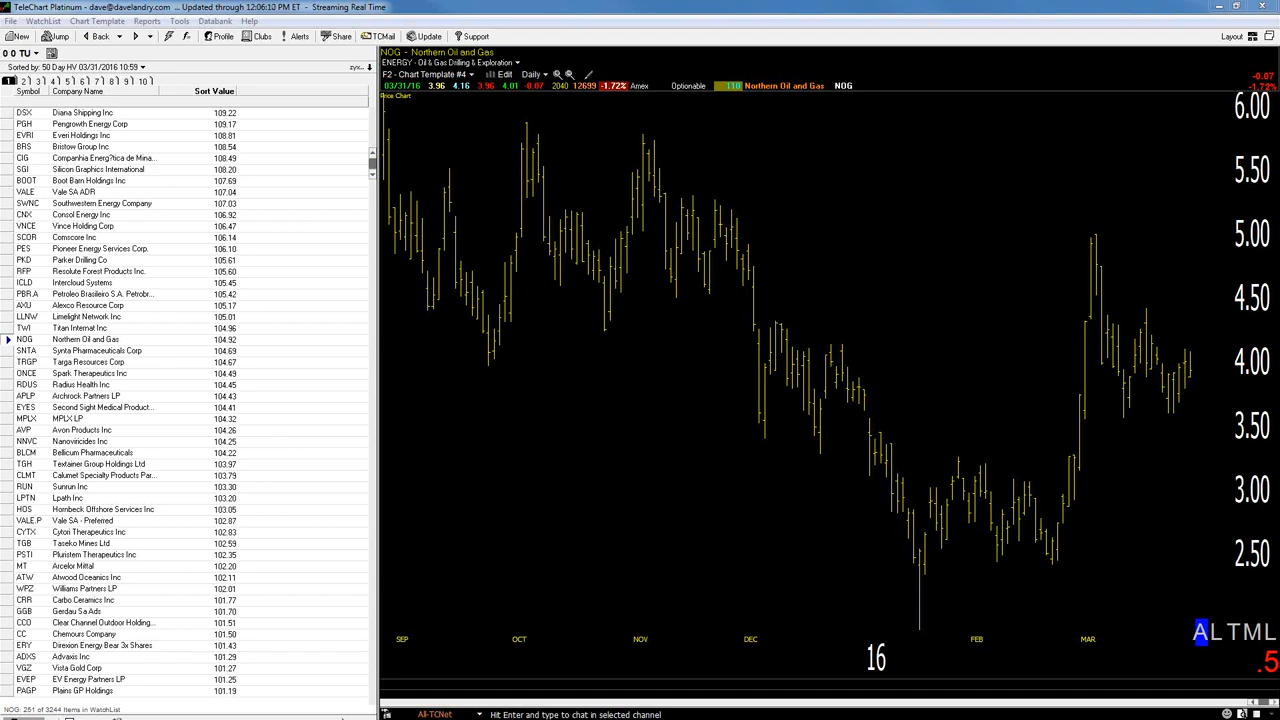 TeleChart Platinum - dave@davelandry.com ... Updated through 12:06:10 PM ET - Streaming Real Time
File WatchList Chart Template Reports Tools Databank Help
New Jump Back Profile Clubs Alerts Share TCMail Update Support Layout
0 0 TU
Sorted by: 50 Day HV 03/31/2016 10:59
1 2 3 4 5 6 7 8 9 10
Symbol Company Name Sort Value
DSX Diana Shipping Inc 109.22
PGH Pengrowth Energy Corp 109.17
EVRI Everi Holdings Inc 108.81
BRS Bristow Group Inc 108.54
CIG Companhia Energ?tica de Mina... 108.49
SGI Silicon Graphics International 108.20
BOOT Boot Barn Holdings Inc 107.69
VALE Vale SA ADR 107.04
SWNC Southwestern Energy Company 107.03
CNX Consol Energy Inc 106.92
VNCE Vince Holding Corp 106.47
SCOR Comscore Inc 106.14
PES Pioneer Energy Services Corp. 106.10
PKD Parker Drilling Co 105.61
RFP Resolute Forest Products Inc. 105.60
ICLD Intercloud Systems 105.45
PBR.A Petroleo Brasileiro S.A. Petrobr... 105.42
AXU Alexco Resource Corp 105.17
LLNW Limelight Network Inc 105.01
TWI Titan Internat Inc 104.96
NOG Northern Oil and Gas 104.92
SNTA Synta Pharmaceuticals Corp 104.69
TRGP Targa Resources Corp 104.67
ONCE Spark Therapeutics Inc 104.49
RDUS Radius Health Inc 104.45
APLP Archrock Partners LP 104.43
EYES Second Sight Medical Product... 104.41
MPLX MPLX LP 104.32
AVP Avon Products Inc 104.26
NNVC Nanoviricides Inc 104.25
BLCM Bellicum Pharmaceuticals 104.22
TGH Textainer Group Holdings Ltd 103.97
CLMT Calumet Specialty Products Par... 103.79
RUN Sunrun Inc 103.30
LPTN Lpath Inc 103.20
HOS Hornbeck Offshore Services Inc 103.05
VALE.P Vale SA - Preferred 102.87
CYTX Cytori Therapeutics Inc 102.83
TGB Taseko Mines Ltd 102.59
PSTI Pluristem Therapeutics Inc 102.35
MT Arcelor Mittal 102.20
ATW Atwood Oceanics Inc 102.11
WPZ Williams Partners LP 102.01
CRR Carbo Ceramics Inc 101.77
GGB Gerdau Sa Ads 101.70
CCO Clear Channel Outdoor Holding... 101.51
CC Chemours Company 101.50
ERY Direxion Energy Bear 3x Shares 101.43
ADXS Advaxis Inc 101.29
VGZ Vista Gold Corp 101.27
EVEP EV Energy Partners LP 101.25
PAGP Plains GP Holdings 101.19
NOG: 251 of 3244 Items in WatchList
NOG - Northern Oil and Gas
ENERGY - Oil & Gas Drilling & Exploration
F2 - Chart Template #4 Edit Daily
-0.07
03/31/16 3.96 4.16 3.96 4.01 -0.07 2040 12699 -1.72% Amex Optionable 110 Northern Oil and Gas NOG
-1.72%
Price Chart
6.00
5.50
5.00
4.50
4.00
3.50
3.00
2.50
ALTML
SEP OCT NOV DEC 16 FEB MAR
.5
All-TCNet Hit Enter and type to chat in selected channel